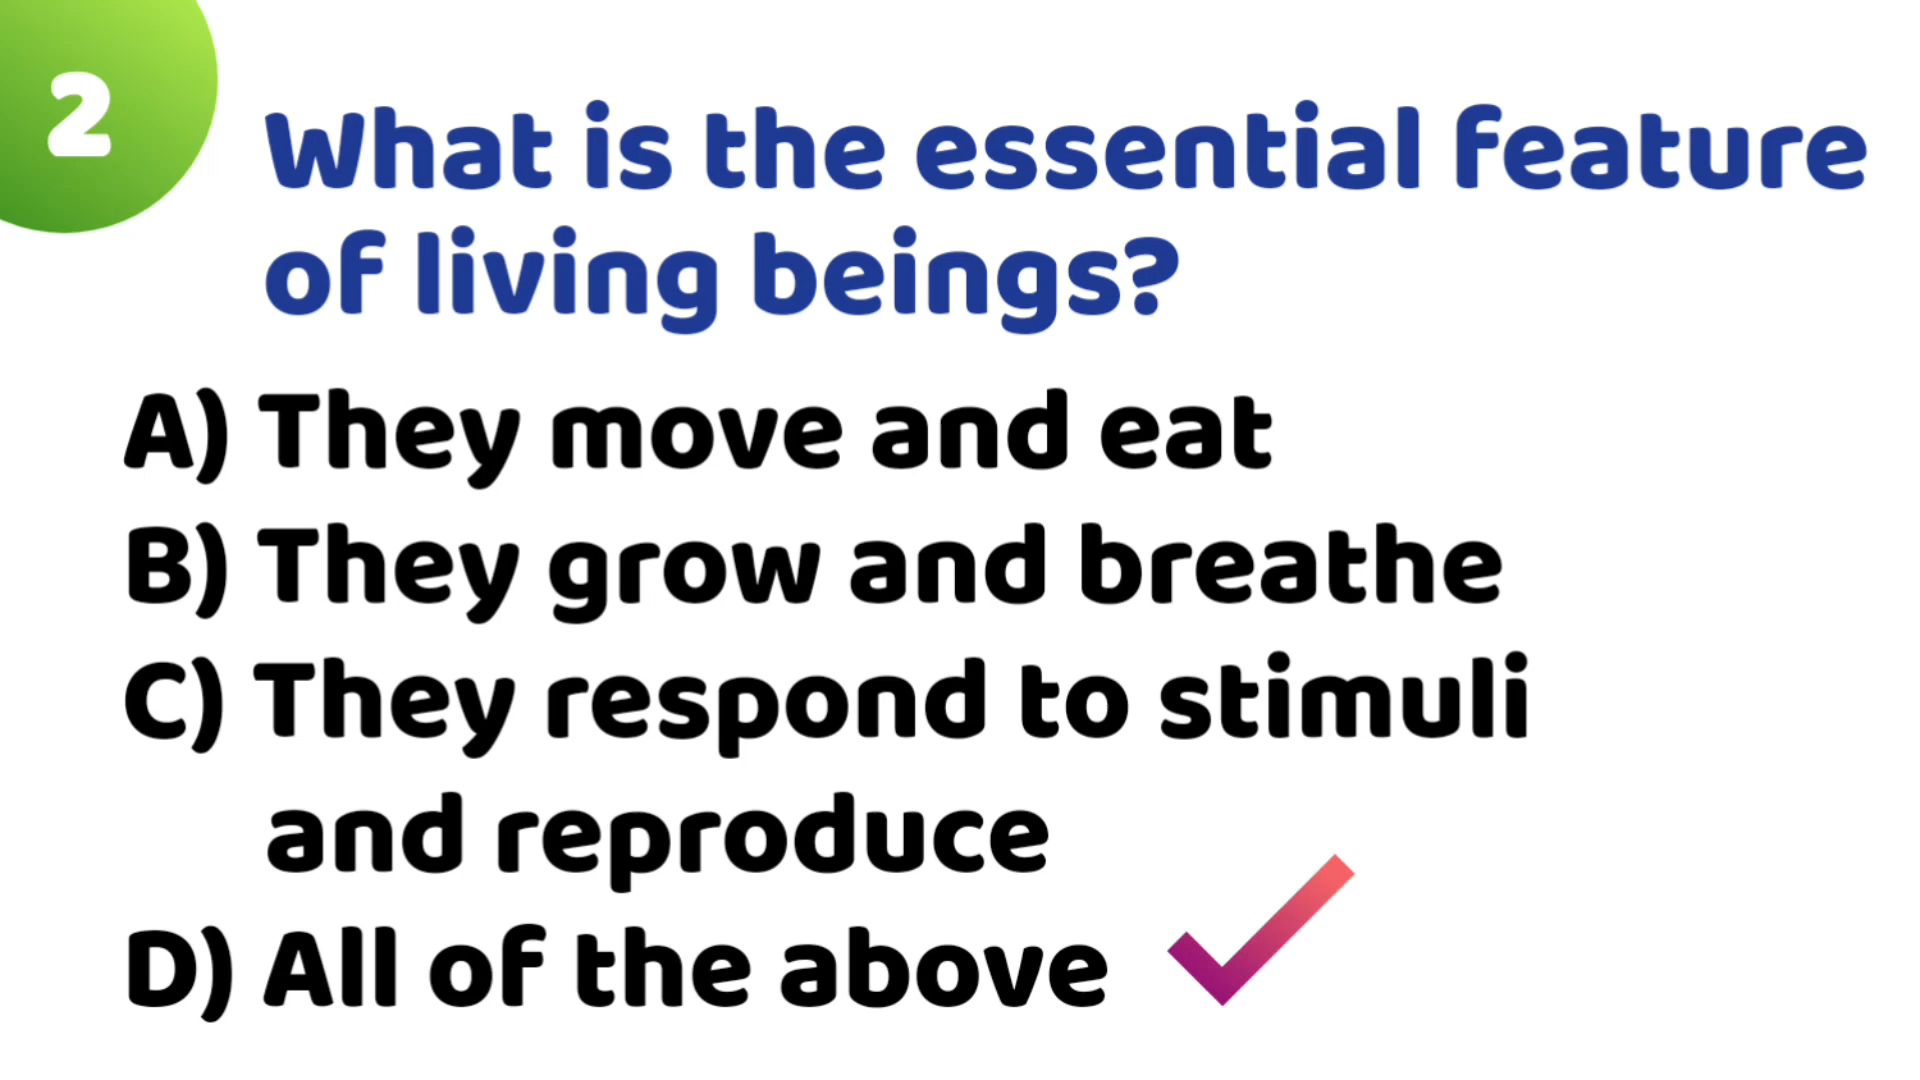 2
What is the essential feature
of living beings?
A) They move and eat
B) They grow and breathe
C) They respond to stimuli
and reproduce
D) All of the above